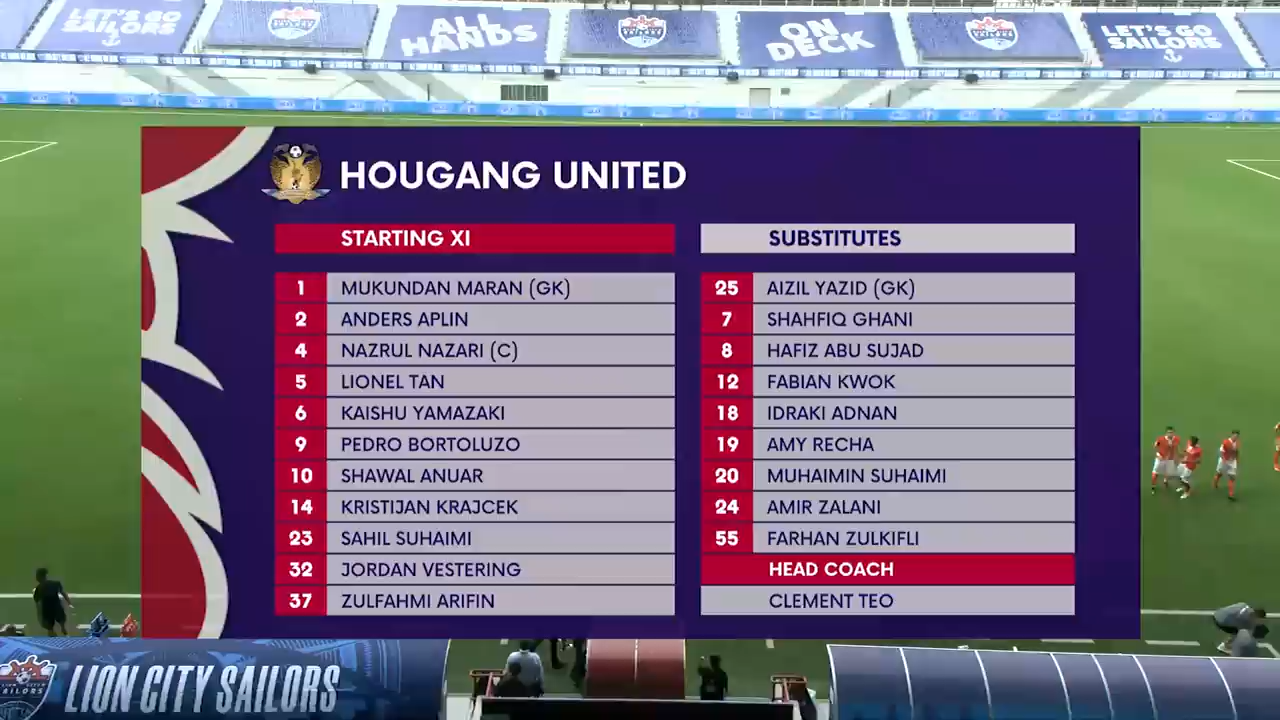 LET'S GO
SAILORS
ALL
HANDS
ON
DECK
LET'S GO
SAILORS
HOUGANG UNITED
STARTING XI
1 MUKUNDAN MARAN (GK)
2 ANDERS APLIN
4 NAZRUL NAZARI (C)
5 LIONEL TAN
6 KAISHU YAMAZAKI
9 PEDRO BORTOLUZO
10 SHAWAL ANUAR
14 KRISTIJAN KRAJCEK
23 SAHIL SUHAIMI
32 JORDAN VESTERING
37 ZULFAHMI ARIFIN
SUBSTITUTES
25 AIZIL YAZID (GK)
7 SHAHFIQ GHANI
8 HAFIZ ABU SUJAD
12 FABIAN KWOK
18 IDRAKI ADNAN
19 AMY RECHA
20 MUHAIMIN SUHAIMI
24 AMIR ZALANI
55 FARHAN ZULKIFLI
HEAD COACH
CLEMENT TEO
LION CITY
SAILORS
LION CITY SAILORS